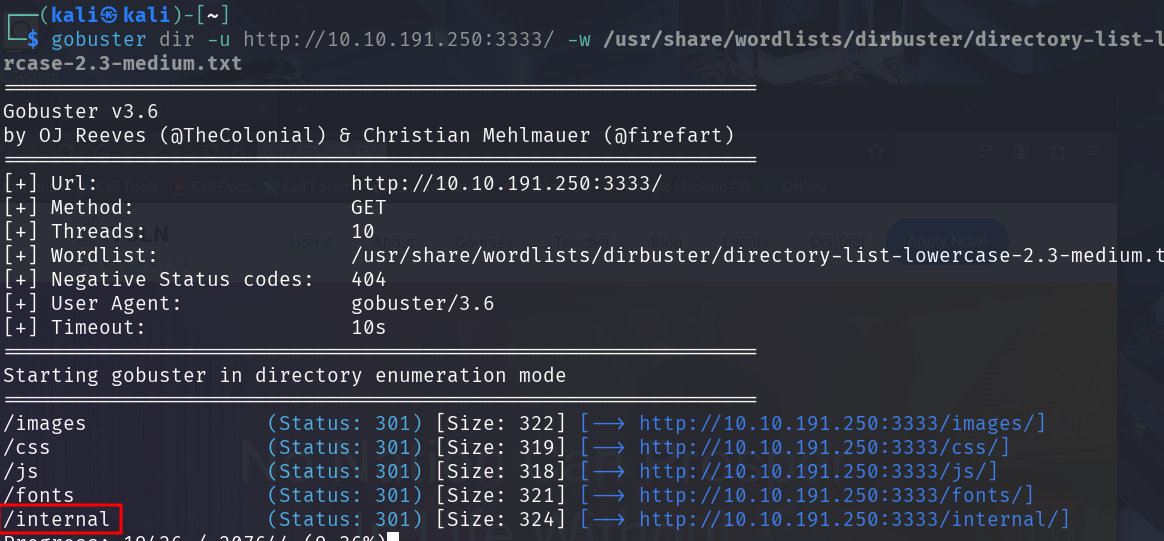 (kali㉿kali)-[~]
$ gobuster dir -u http://10.10.191.250:3333/ -w /usr/share/wordlists/dirbuster/directory-list-l
rcase-2.3-medium.txt
===============================================================
Gobuster v3.6
by OJ Reeves (@TheColonial) & Christian Mehlmauer (@firefart)
===============================================================
[+] Url: http://10.10.191.250:3333/
[+] Method: GET
[+] Threads: 10
[+] Wordlist: /usr/share/wordlists/dirbuster/directory-list-lowercase-2.3-medium.t
[+] Negative Status codes: 404
[+] User Agent: gobuster/3.6
[+] Timeout: 10s
===============================================================
Starting gobuster in directory enumeration mode
===============================================================
/images (Status: 301) [Size: 322] [--> http://10.10.191.250:3333/images/]
/css (Status: 301) [Size: 319] [--> http://10.10.191.250:3333/css/]
/js (Status: 301) [Size: 318] [--> http://10.10.191.250:3333/js/]
/fonts (Status: 301) [Size: 321] [--> http://10.10.191.250:3333/fonts/]
/internal (Status: 301) [Size: 324] [--> http://10.10.191.250:3333/internal/]